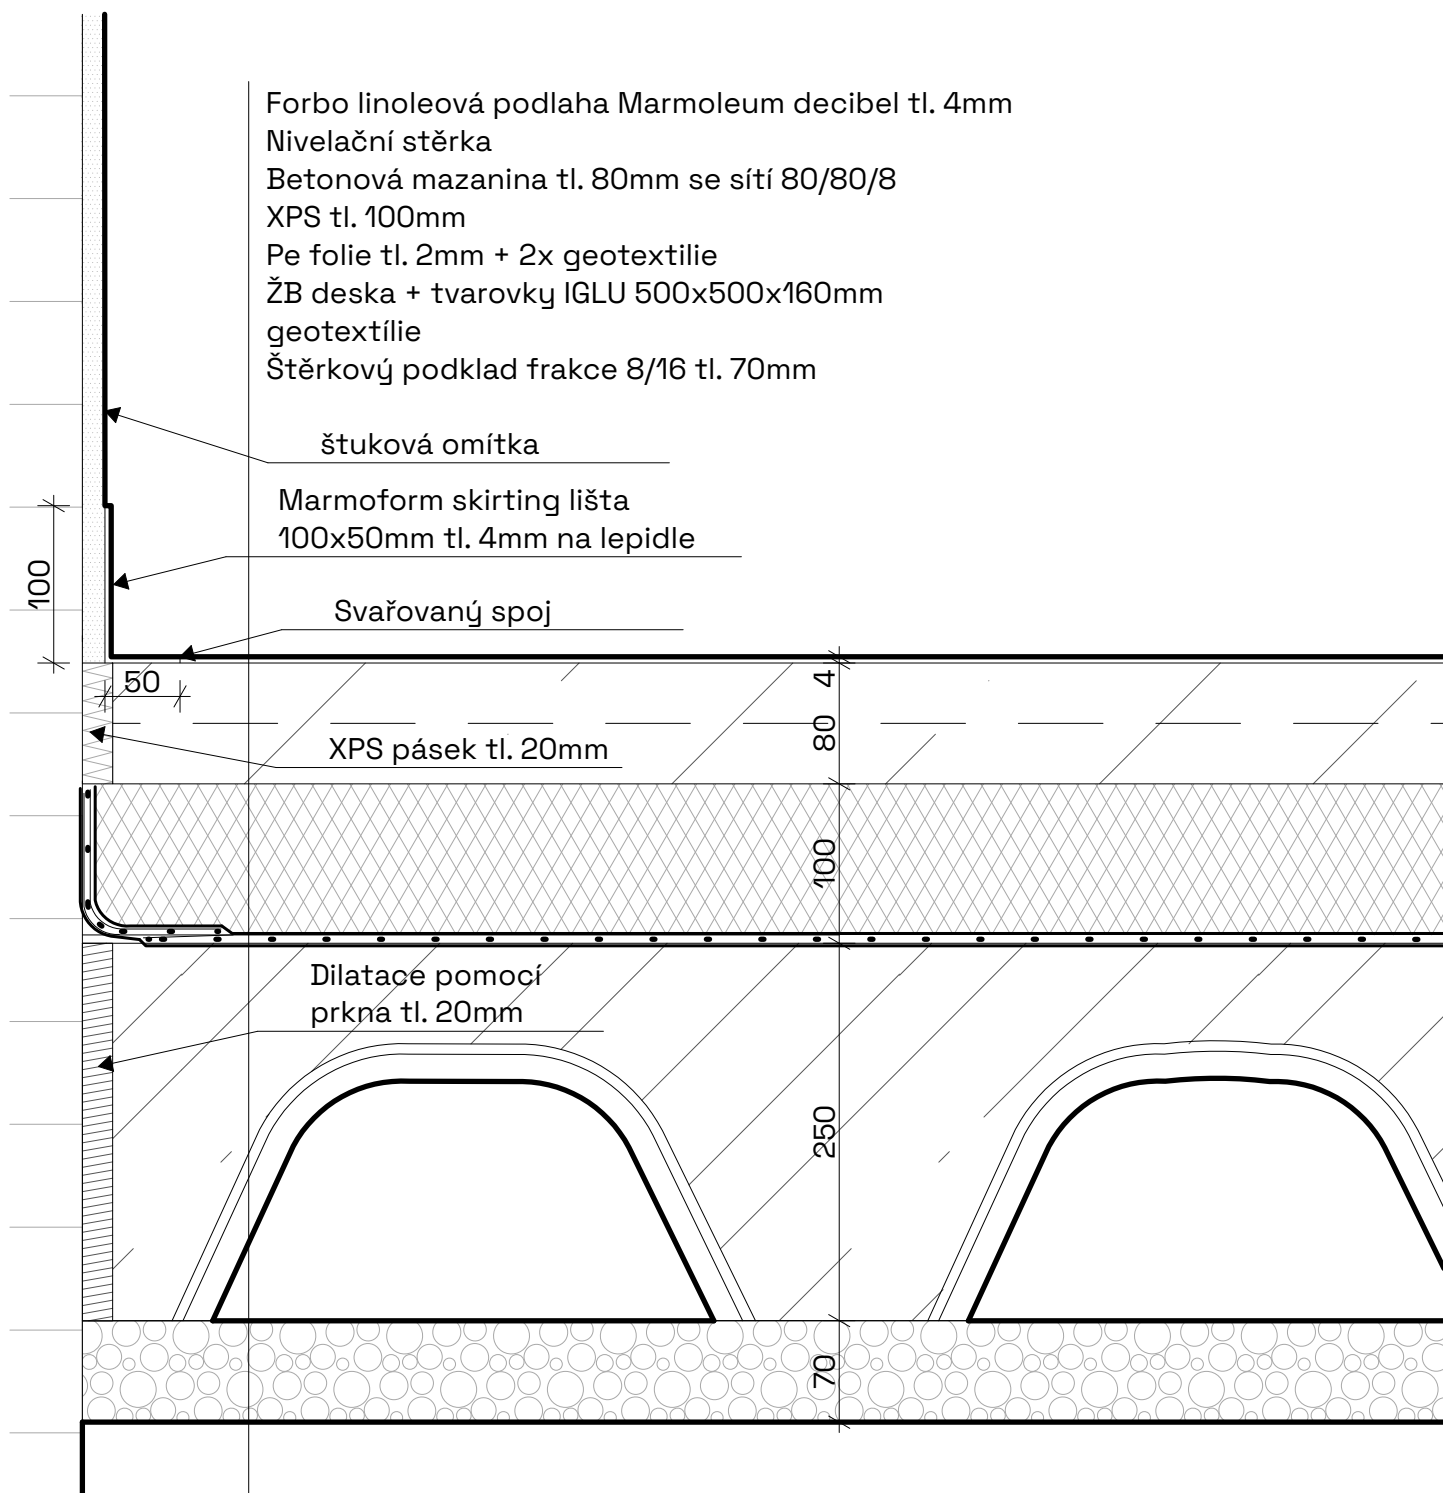 Forbo linoleová podlaha Marmoleum decibel tl. 4mm
Nivelační stěrka
Betonová mazanina tl. 80mm se sítí 80/80/8
XPS tl. 100mm
Pe folie tl. 2mm + 2x geotextilie
ŽB deska + tvarovky IGLU 500x500x160mm
geotextílie
Štěrkový podklad frakce 8/16 tl. 70mm
štuková omítka
Marmoform skirting lišta
100x50mm tl. 4mm na lepidle
100
Svařovaný spoj
50
4
80
XPS pásek tl. 20mm
100
Dilatace pomocí
prkna tl. 20mm
250
70